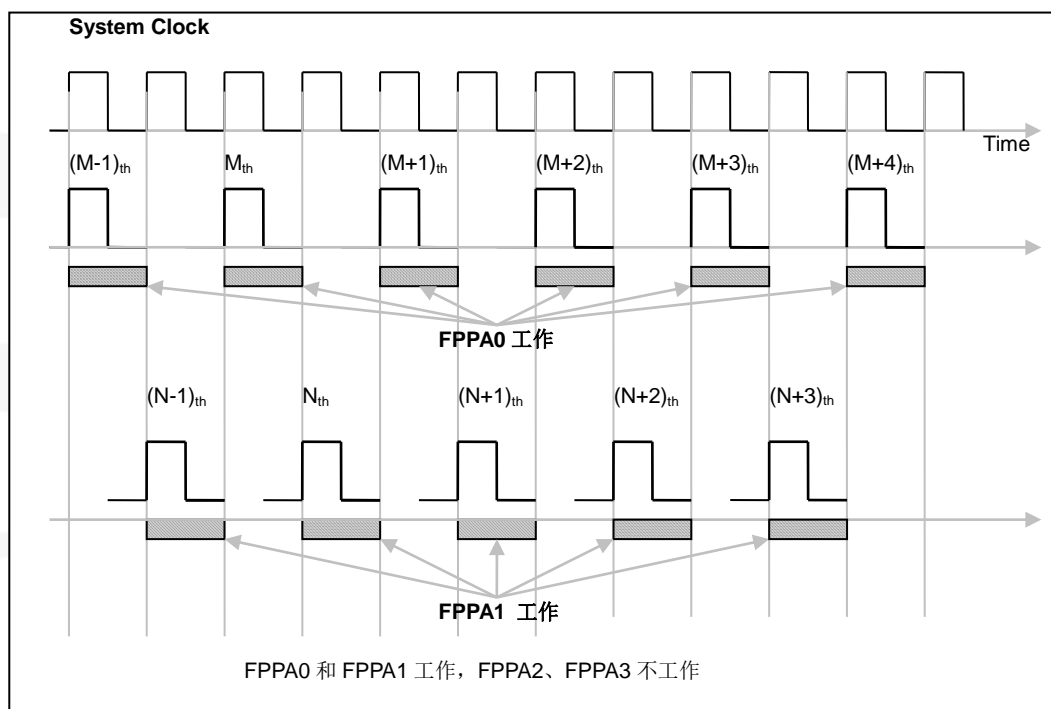 System Clock
Time
(M-1)th Mth (M+1)th (M+2)th (M+3)th (M+4)th
FPPA0 工作
(N-1)th Nth (N+1)th (N+2)th (N+3)th
FPPA1 工作
FPPA0 和 FPPA1 工作，FPPA2、FPPA3 不工作